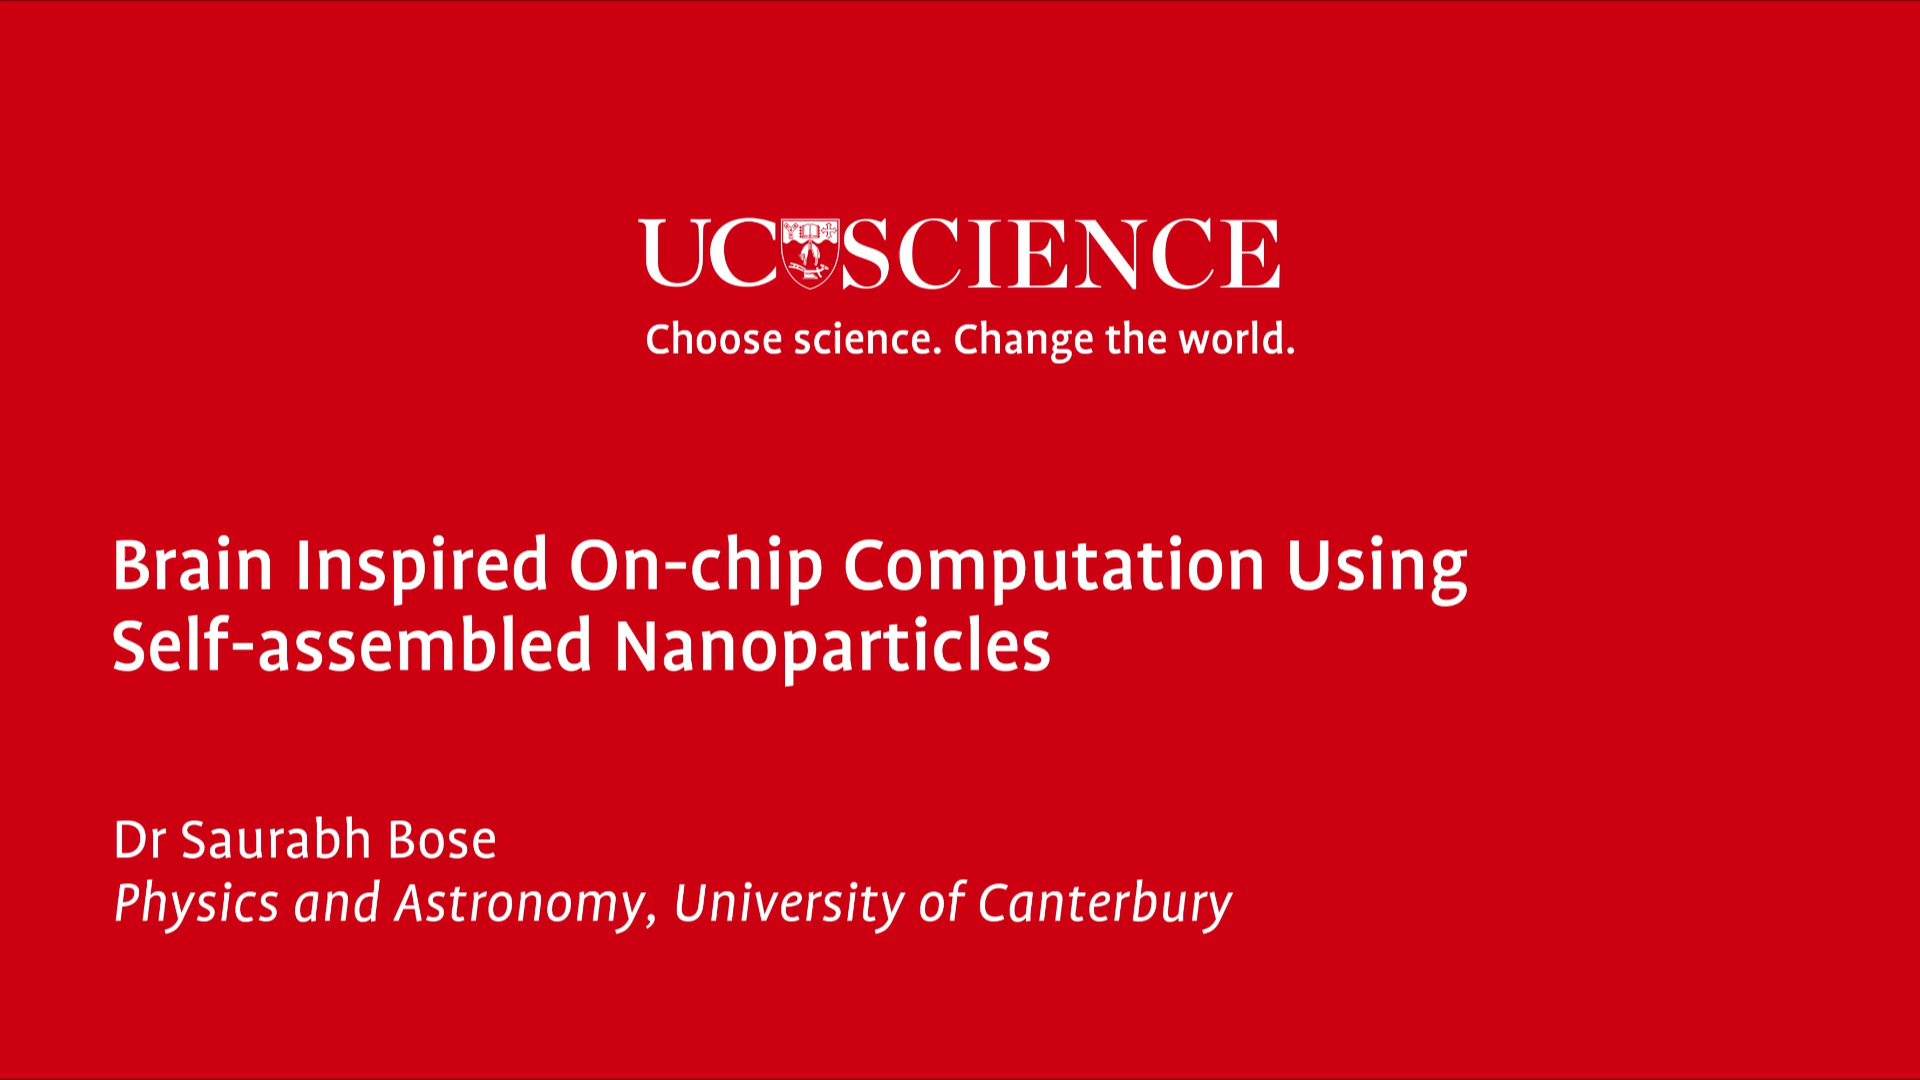 UC SCIENCE
Choose science. Change the world.
Brain Inspired On-chip Computation Using
Self-assembled Nanoparticles
Dr Saurabh Bose
Physics and Astronomy, University of Canterbury